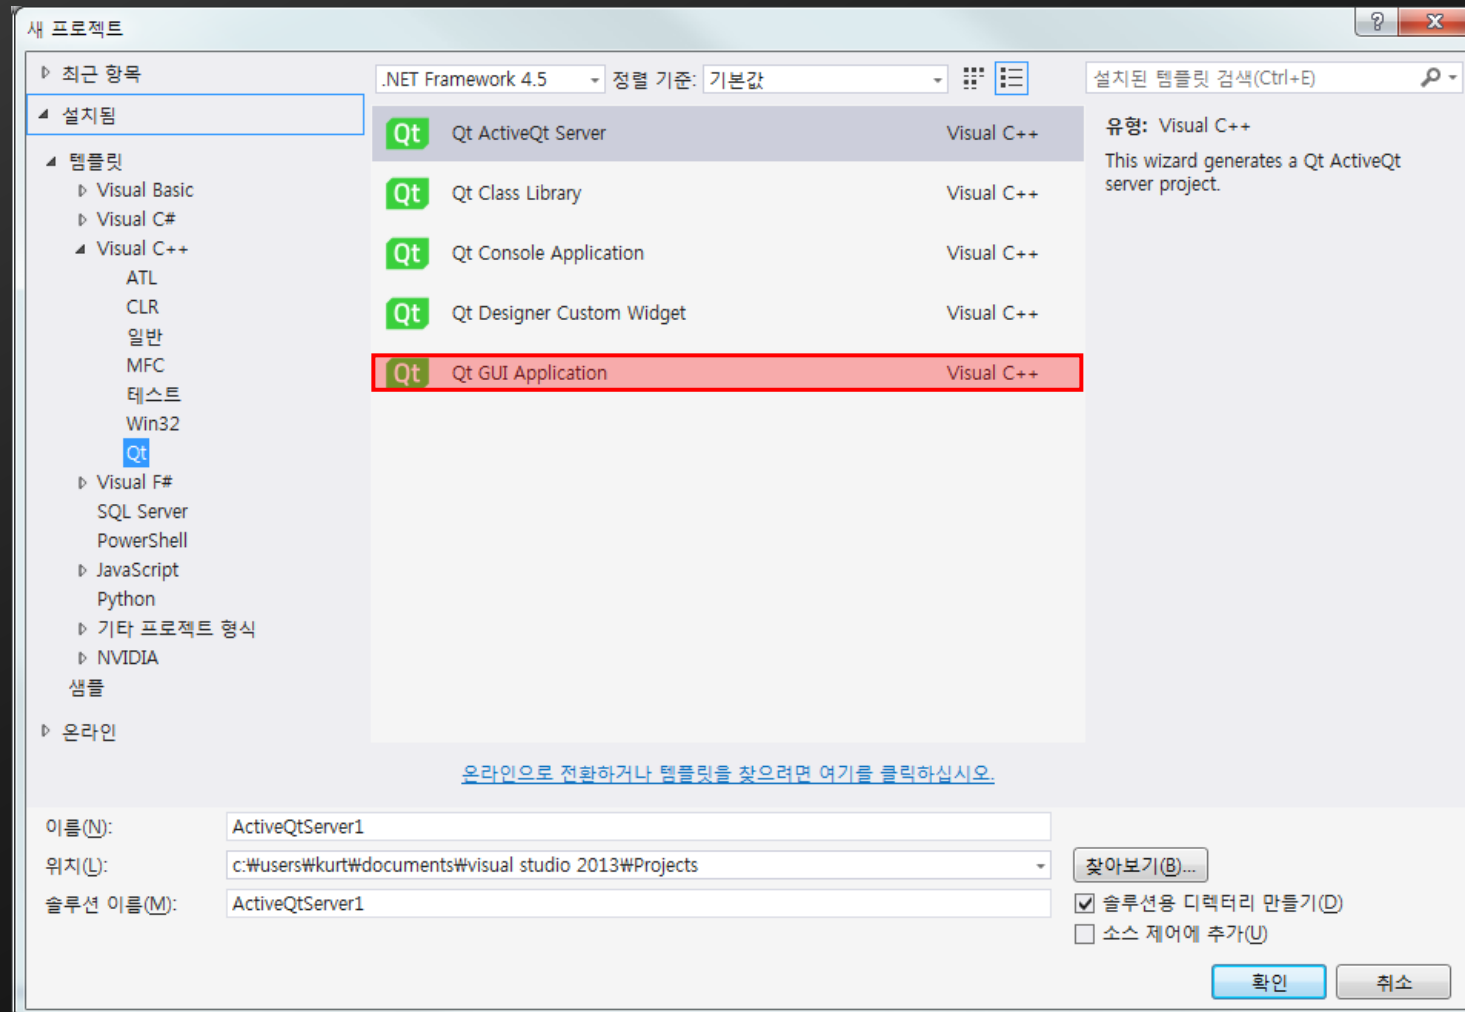 새 프로젝트
최근 항목
설치됨
템플릿
Visual Basic
Visual C#
Visual C++
ATL
CLR
일반
MFC
테스트
Win32
Qt
Visual F#
SQL Server
PowerShell
JavaScript
Python
기타 프로젝트 형식
NVIDIA
샘플
온라인
.NET Framework 4.5 정렬 기준: 기본값
Qt Qt ActiveQt Server Visual C++
Qt Qt Class Library Visual C++
Qt Qt Console Application Visual C++
Qt Qt Designer Custom Widget Visual C++
Qt Qt GUI Application Visual C++
온라인으로 전환하거나 템플릿을 찾으려면 여기를 클릭하십시오.
설치된 템플릿 검색(Ctrl+E)
유형: Visual C++
This wizard generates a Qt ActiveQt
server project.
이름(N): ActiveQtServer1
위치(L): c:₩users₩kurt₩documents₩visual studio 2013₩Projects 찾아보기(B)...
솔루션 이름(M): ActiveQtServer1 솔루션용 디렉터리 만들기(D)
소스 제어에 추가(U)
확인 취소